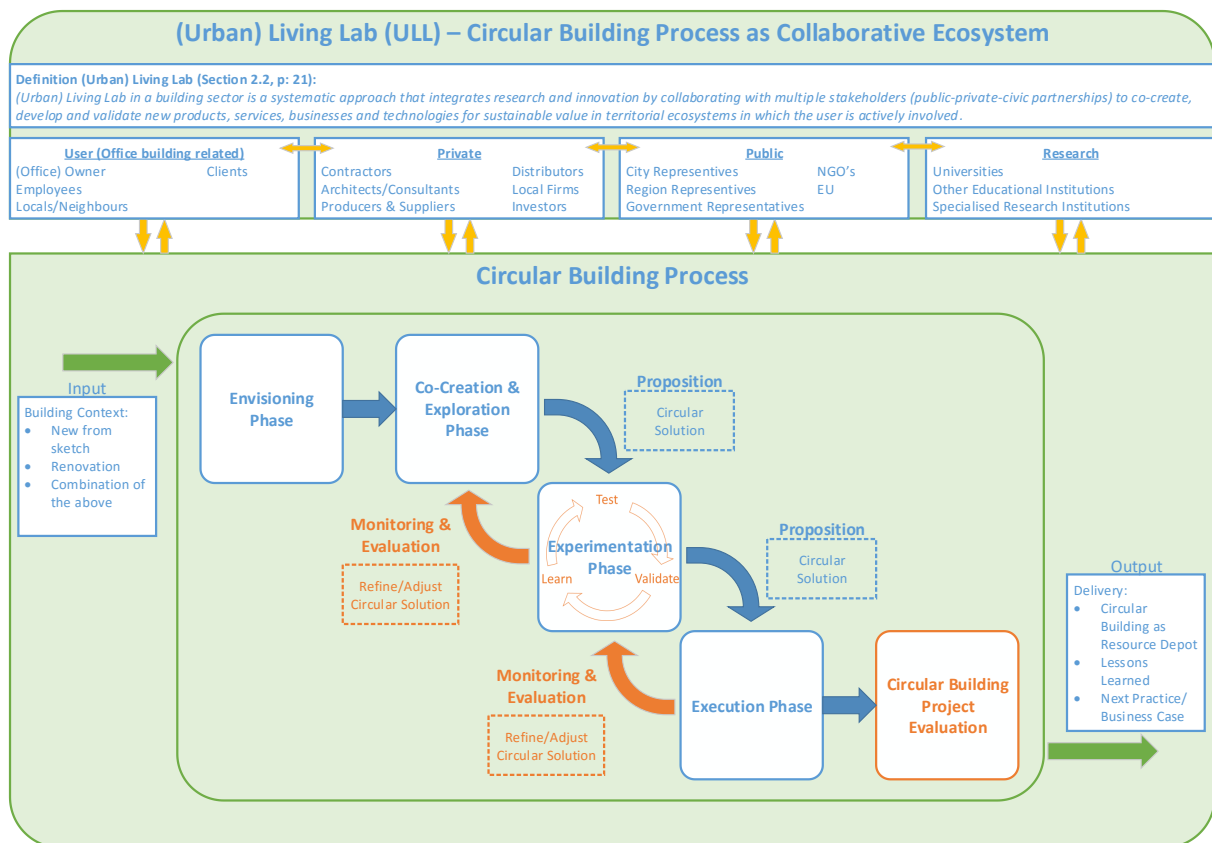 (Urban) Living Lab (ULL) – Circular Building Process as Collaborative Ecosystem
Definition (Urban) Living Lab (Section 2.2, p: 21):
(Urban) Living Lab in a building sector is a systematic approach that integrates research and innovation by collaborating with multiple stakeholders (public-private-civic partnerships) to co-create,
develop and validate new products, services, businesses and technologies for sustainable value in territorial ecosystems in which the user is actively involved.
User (Office building related)
(Office) Owner
Clients
Employees
Locals/Neighbours
Private
Contractors
Distributors
Architects/Consultants
Local Firms
Producers & Suppliers
Investors
Public
City Representatives
NGO's
Region Representatives
EU
Government Representatives
Research
Universities
Other Educational Institutions
Specialised Research Institutions
Circular Building Process
Input
Building Context:
• New from
sketch
• Renovation
• Combination of
the above
Envisioning
Phase
Co-Creation &
Exploration
Phase
Proposition
Circular
Solution
Monitoring &
Evaluation
Refine/Adjust
Circular Solution
Test
Experimentation
Phase
Learn
Validate
Proposition
Circular
Solution
Monitoring &
Evaluation
Refine/Adjust
Circular Solution
Execution Phase
Circular Building
Project
Evaluation
Output
Delivery:
• Circular
Building as
Resource Depot
• Lessons
Learned
• Next Practice/
Business Case